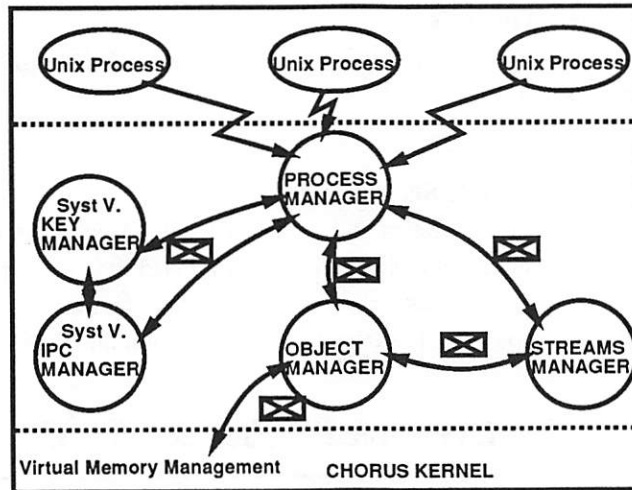 Unix Process
Unix Process
Unix Process
PROCESS
MANAGER
Syst V.
KEY
MANAGER
Syst V.
IPC
MANAGER
OBJECT
MANAGER
STREAMS
MANAGER
Virtual Memory Management
CHORUS KERNEL